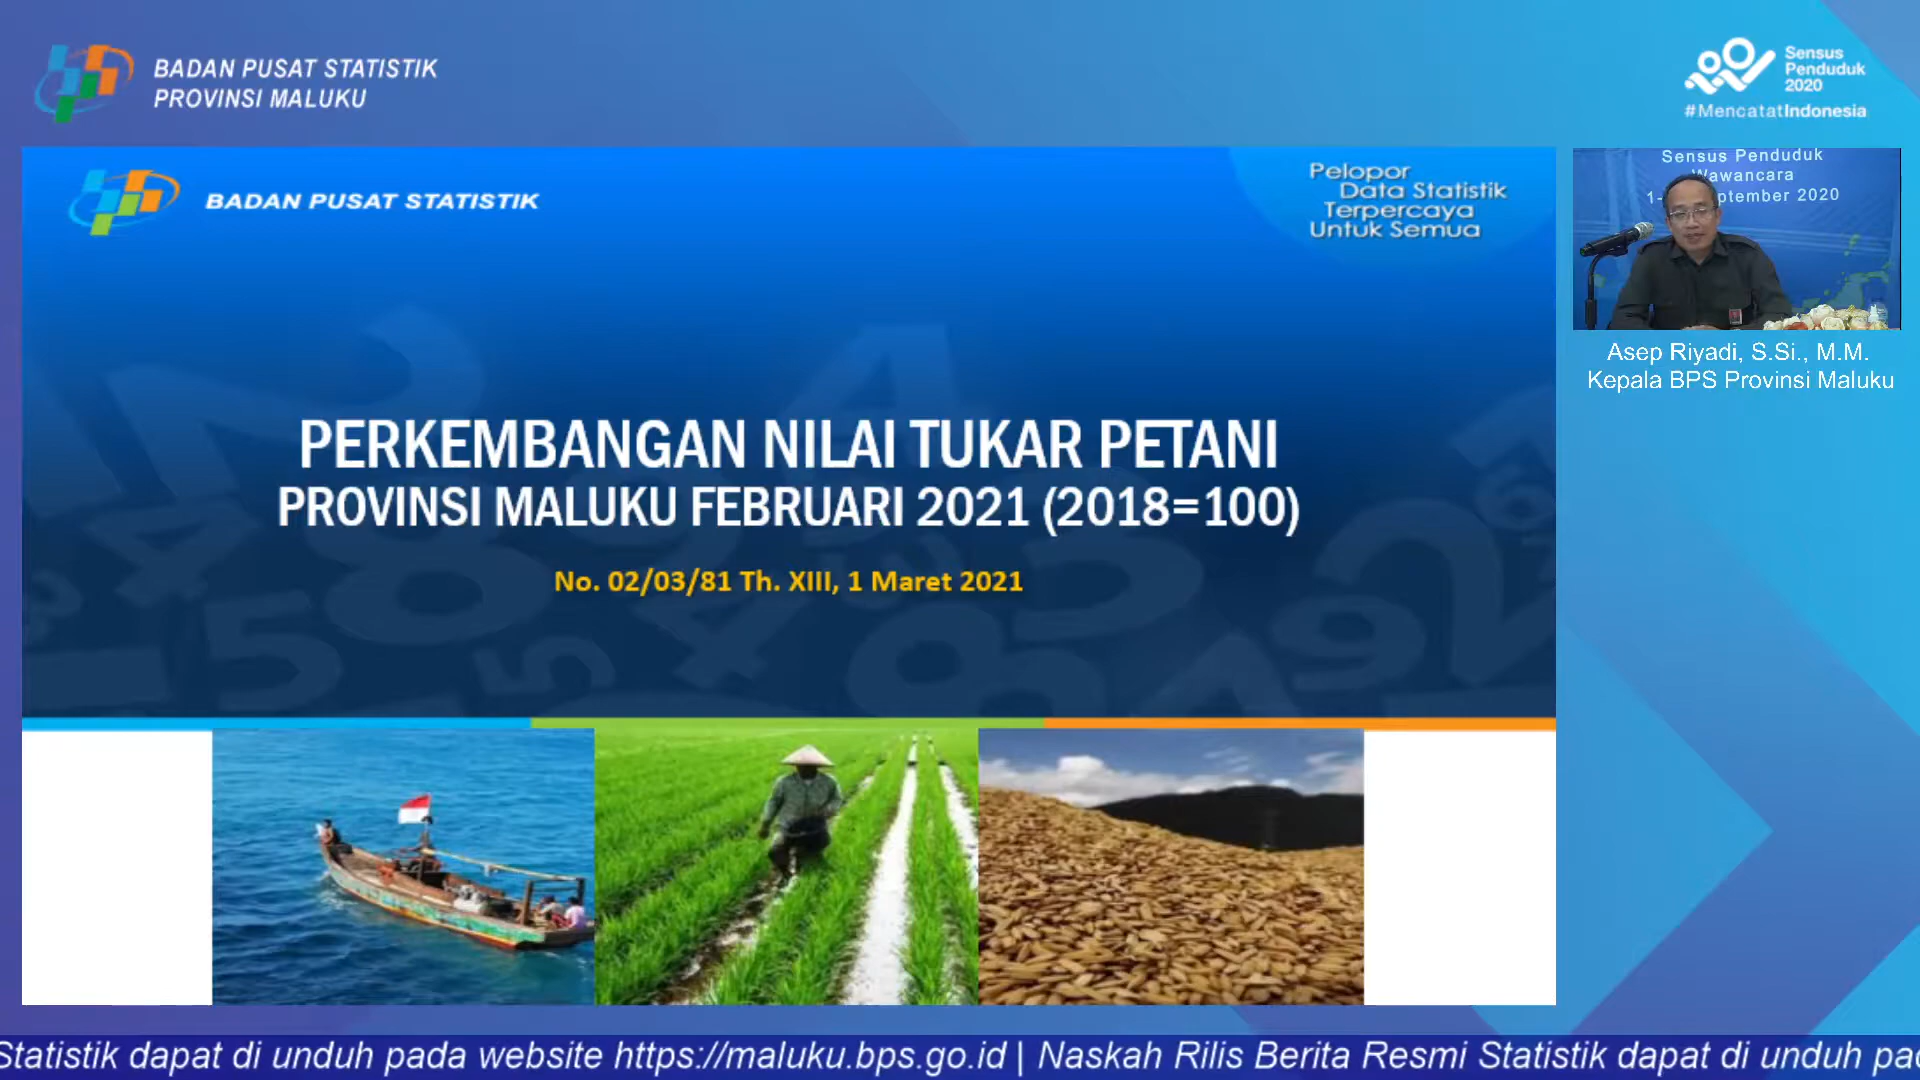 BADAN PUSAT STATISTIK
PROVINSI MALUKU
Sensus
Penduduk
2020
#MencatatIndonesia
BADAN PUSAT STATISTIK
Pelopor
Data Statistik
Terpercaya
Untuk Semua
PERKEMBANGAN NILAI TUKAR PETANI
PROVINSI MALUKU FEBRUARI 2021 (2018=100)
No. 02/03/81 Th. XIII, 1 Maret 2021
Sensus Penduduk
Wawancara
2020
Asep Riyadi, S.Si., M.M.
Kepala BPS Provinsi Maluku
Statistik dapat di unduh pada website https://maluku.bps.go.id | Naskah Rilis Berita Resmi Statistik dapat di unduh